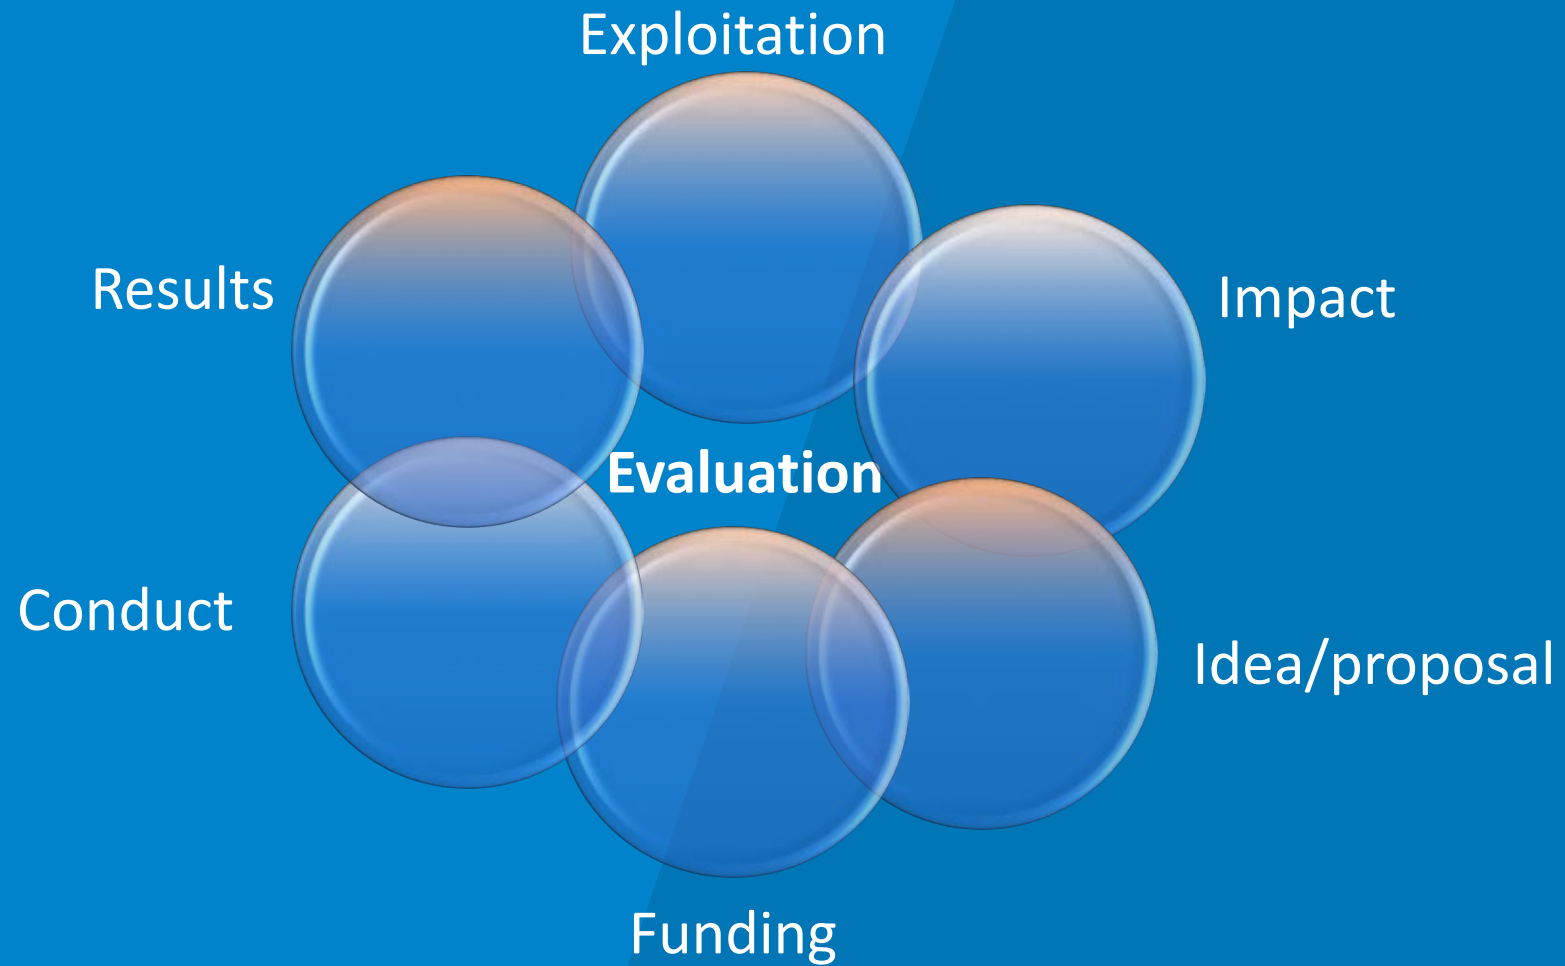 Exploitation
Results
Impact
Evaluation
Conduct
Idea/proposal
Funding